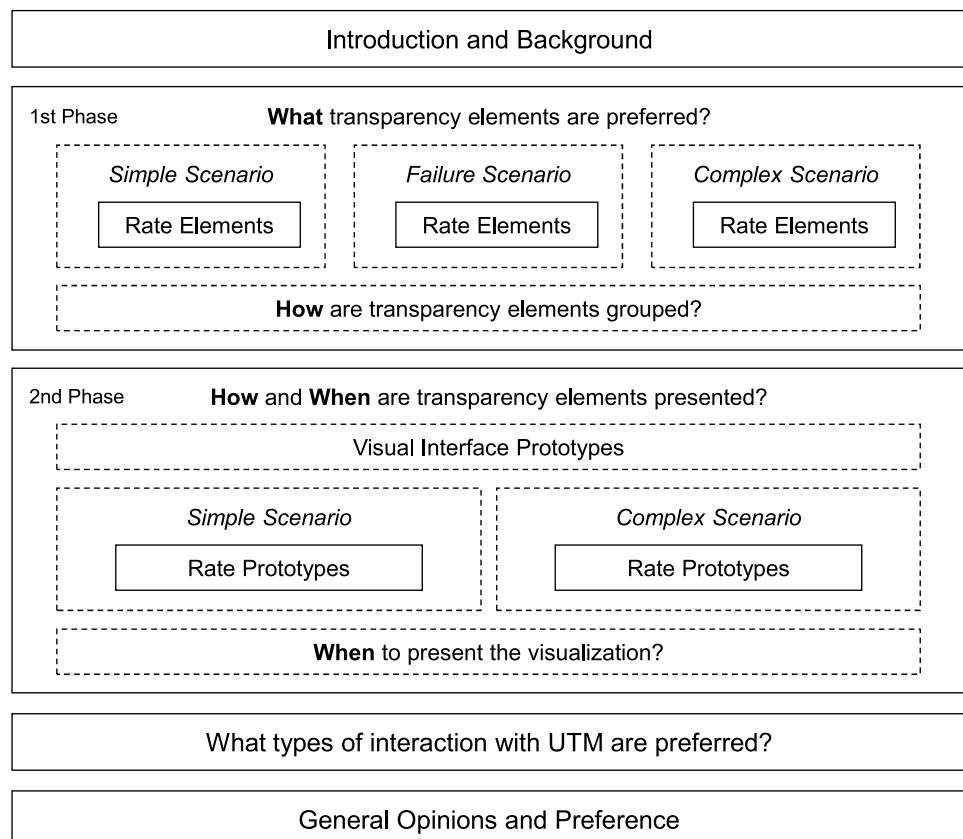 Introduction and Background
1st Phase
What transparency elements are preferred?
Simple Scenario
Rate Elements
Failure Scenario
Rate Elements
Complex Scenario
Rate Elements
How are transparency elements grouped?
2nd Phase
How and When are transparency elements presented?
Visual Interface Prototypes
Simple Scenario
Rate Prototypes
Complex Scenario
Rate Prototypes
When to present the visualization?
What types of interaction with UTM are preferred?
General Opinions and Preference